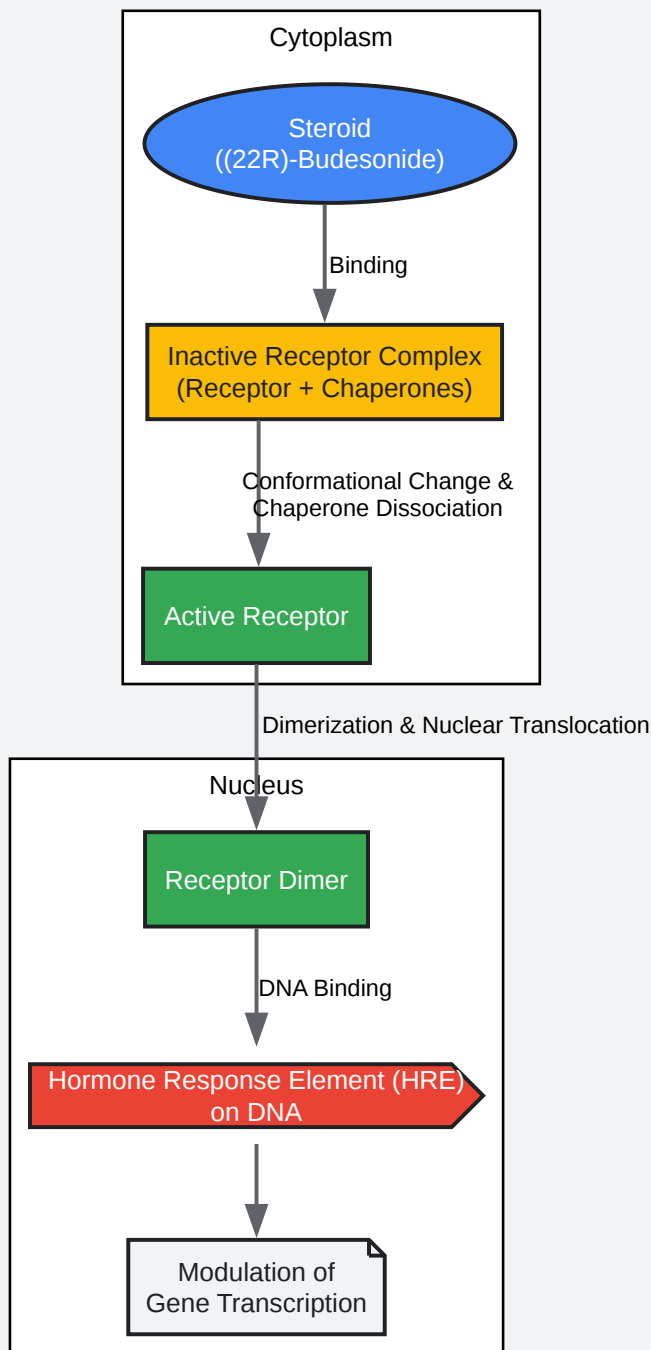 Cytoplasm
Steroid
((22R)-Budesonide)
Binding
Inactive Receptor Complex
(Receptor + Chaperones)
Conformational Change &
Chaperone Dissociation
Active Receptor
Dimerization & Nuclear Translocation
Nucleus
Receptor Dimer
DNA Binding
Hormone Response Element (HRE)
on DNA
Modulation of
Gene Transcription